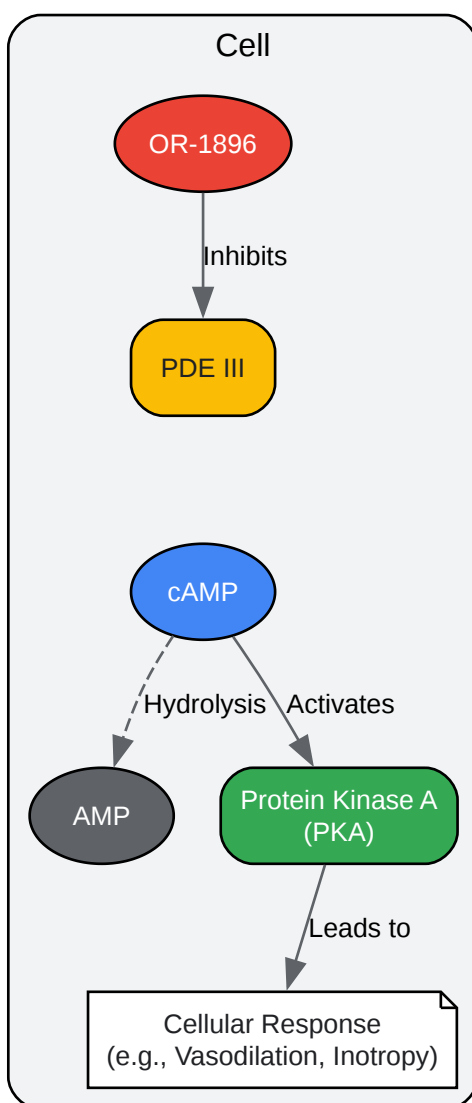 Cell
OR-1896
Inhibits
PDE III
cAMP
Hydrolysis
Activates
AMP
Protein Kinase A
(PKA)
Leads to
Cellular Response
(e.g., Vasodilation, Inotropy)